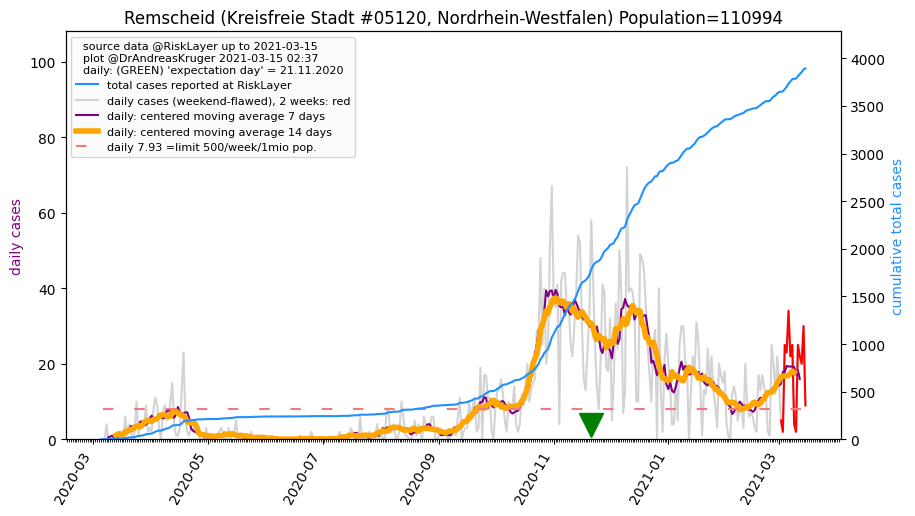 Remscheid (Kreisfreie Stadt #05120, Nordrhein-Westfalen) Population=110994
source data @RiskLayer up to 2021-03-15
plot @DrAndreasKruger 2021-03-15 02:37
daily: (GREEN) 'expectation day' = 21.11.2020
total cases reported at RiskLayer
daily cases (weekend-flawed), 2 weeks: red
daily: centered moving average 7 days
daily: centered moving average 14 days
daily 7.93 =limit 500/week/1mio pop.
daily cases
100
80
60
40
20
0
cumulative total cases
4000
3500
3000
2500
2000
1500
1000
500
0
2020-03
2020-05
2020-07
2020-09
2020-11
2021-01
2021-03